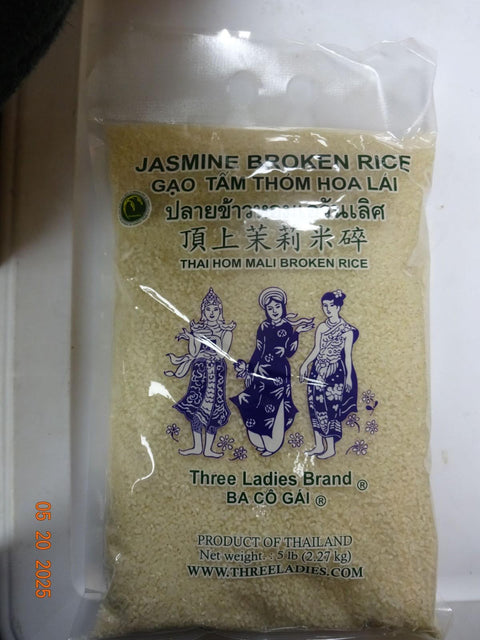 JASMINE BROKEN RICE
GẠO TẤM THƠM HOA LÀI
ปลายข้าวหอม
頂上茉莉米碎
THAI HOM MALI BROKEN RICE
Three Ladies Brand ®
BA CÔ GÁI ®
PRODUCT OF THAILAND
Net weight. : 5 lb (2.27 kg)
WWW.THREELADIES.COM
05 20 2025